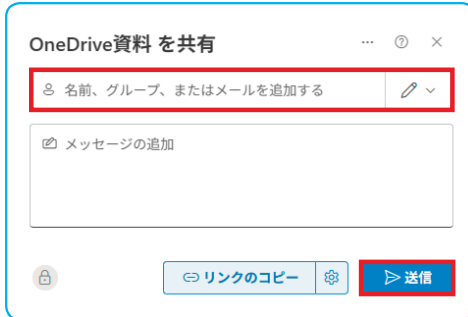 OneDrive資料 を共有
名前、グループ、またはメールを追加する
メッセージの追加
リンクのコピー
送信